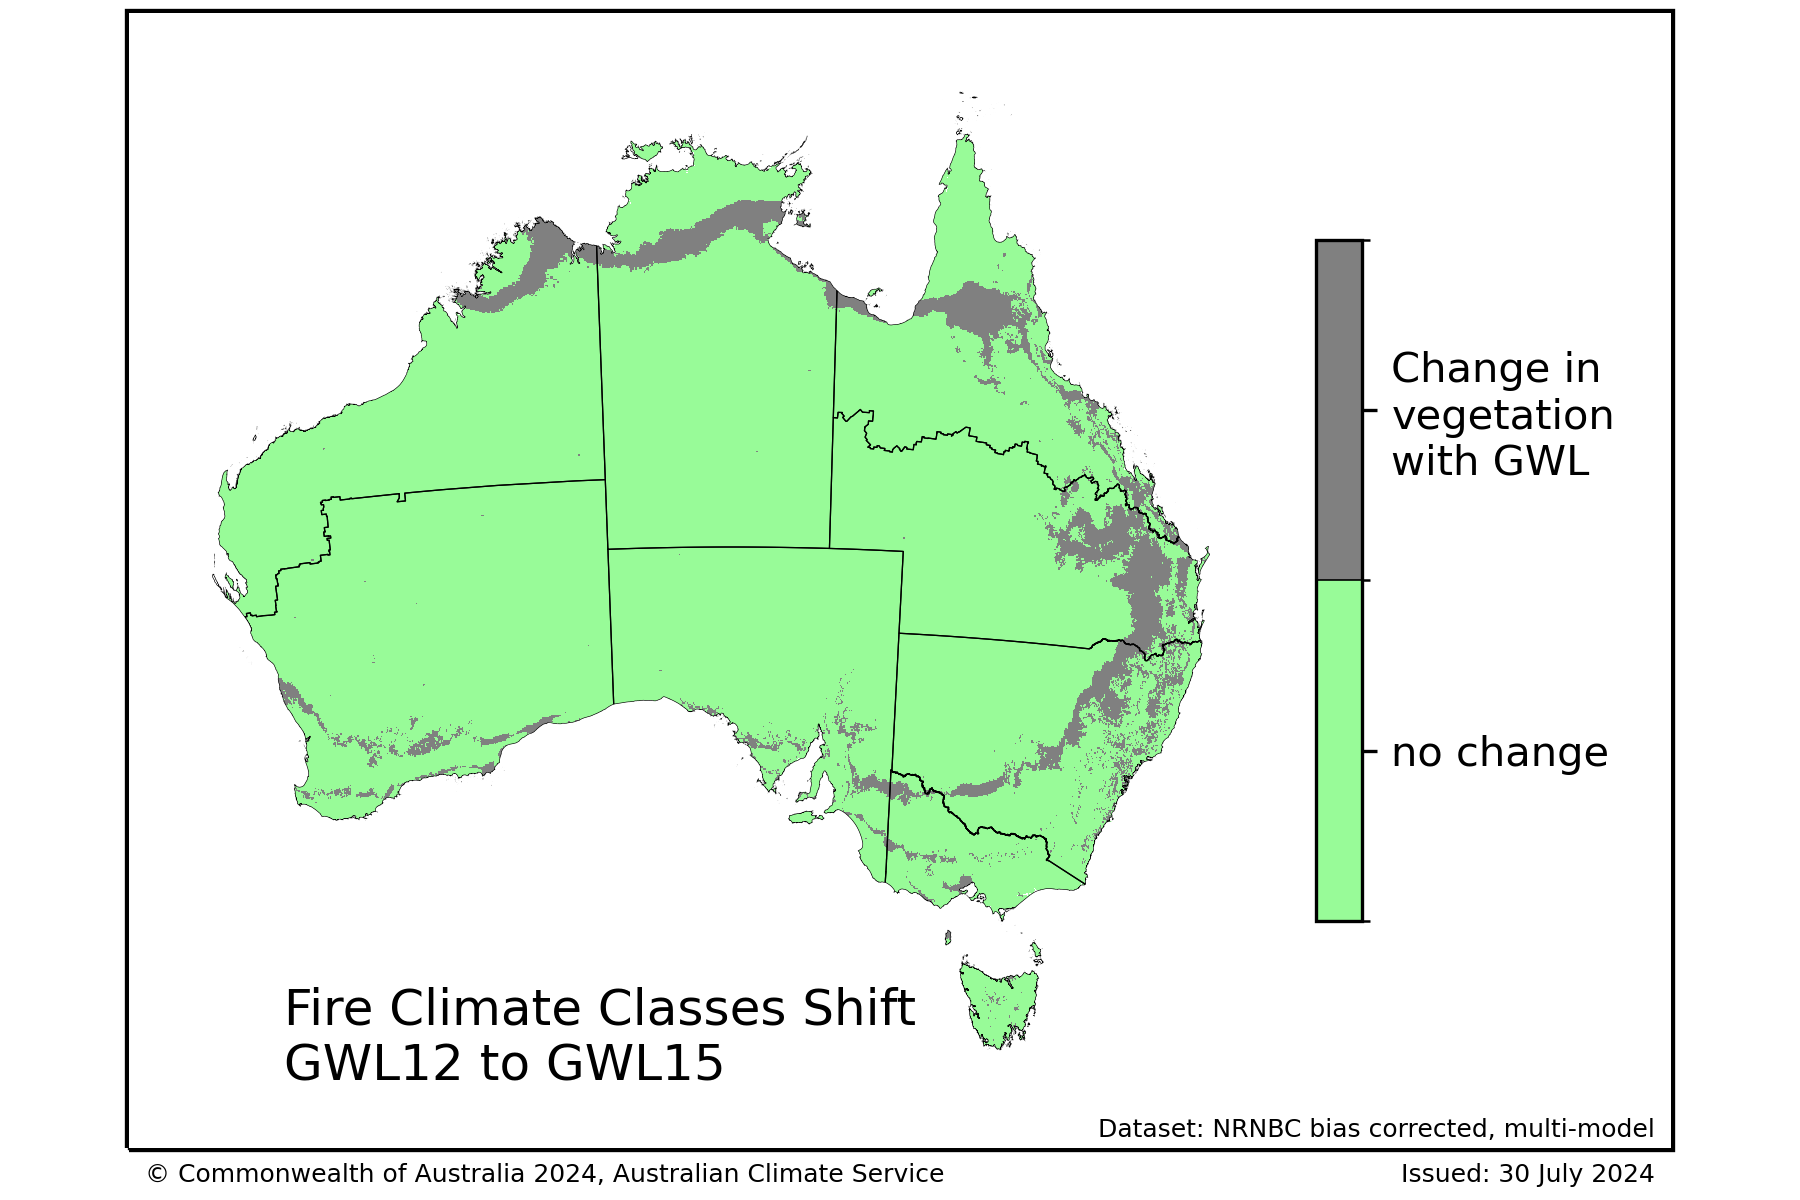 Change in
vegetation
with GWL
no change
Fire Climate Classes Shift
GWL12 to GWL15
Dataset: NRNBC bias corrected, multi-model
© Commonwealth of Australia 2024, Australian Climate Service
Issued: 30 July 2024